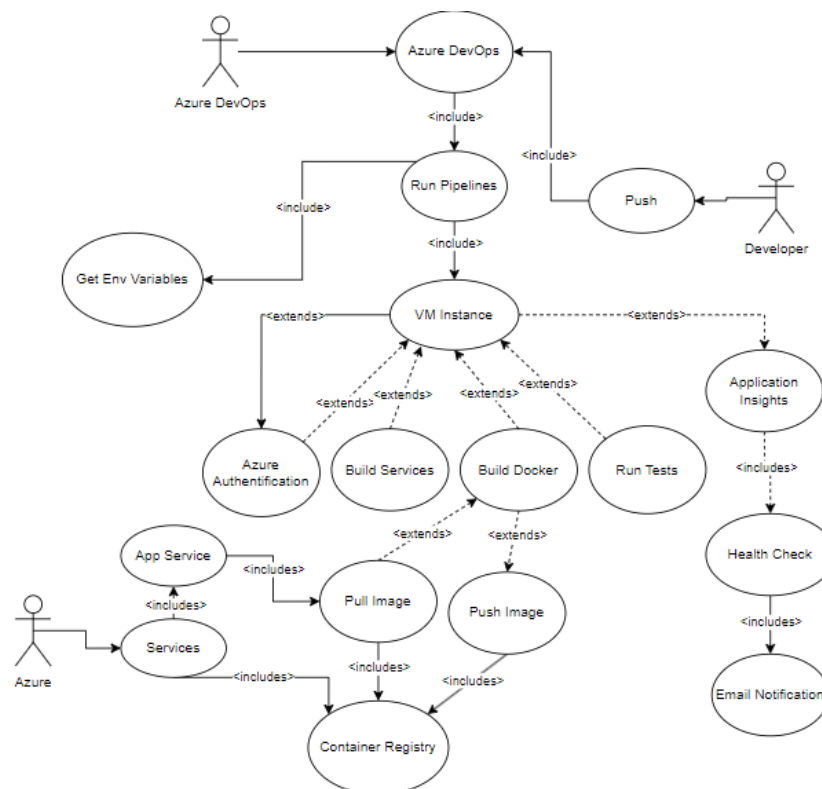 Azure DevOps
Azure DevOps
<include>
<include>
Run Pipelines
Push
<include>
<include>
Developer
Get Env Variables
<extends>
VM Instance
<extends>
Application
Insights
<extends>
<extends>
<extends>
<extends>
Azure
Authentification
Build Services
Build Docker
Run Tests
<includes>
<extends>
<extends>
App Service
<includes>
Health Check
<includes>
Pull Image
Push Image
Azure
Services
<includes>
<includes>
<includes>
<includes>
Email Notification
Container Registry